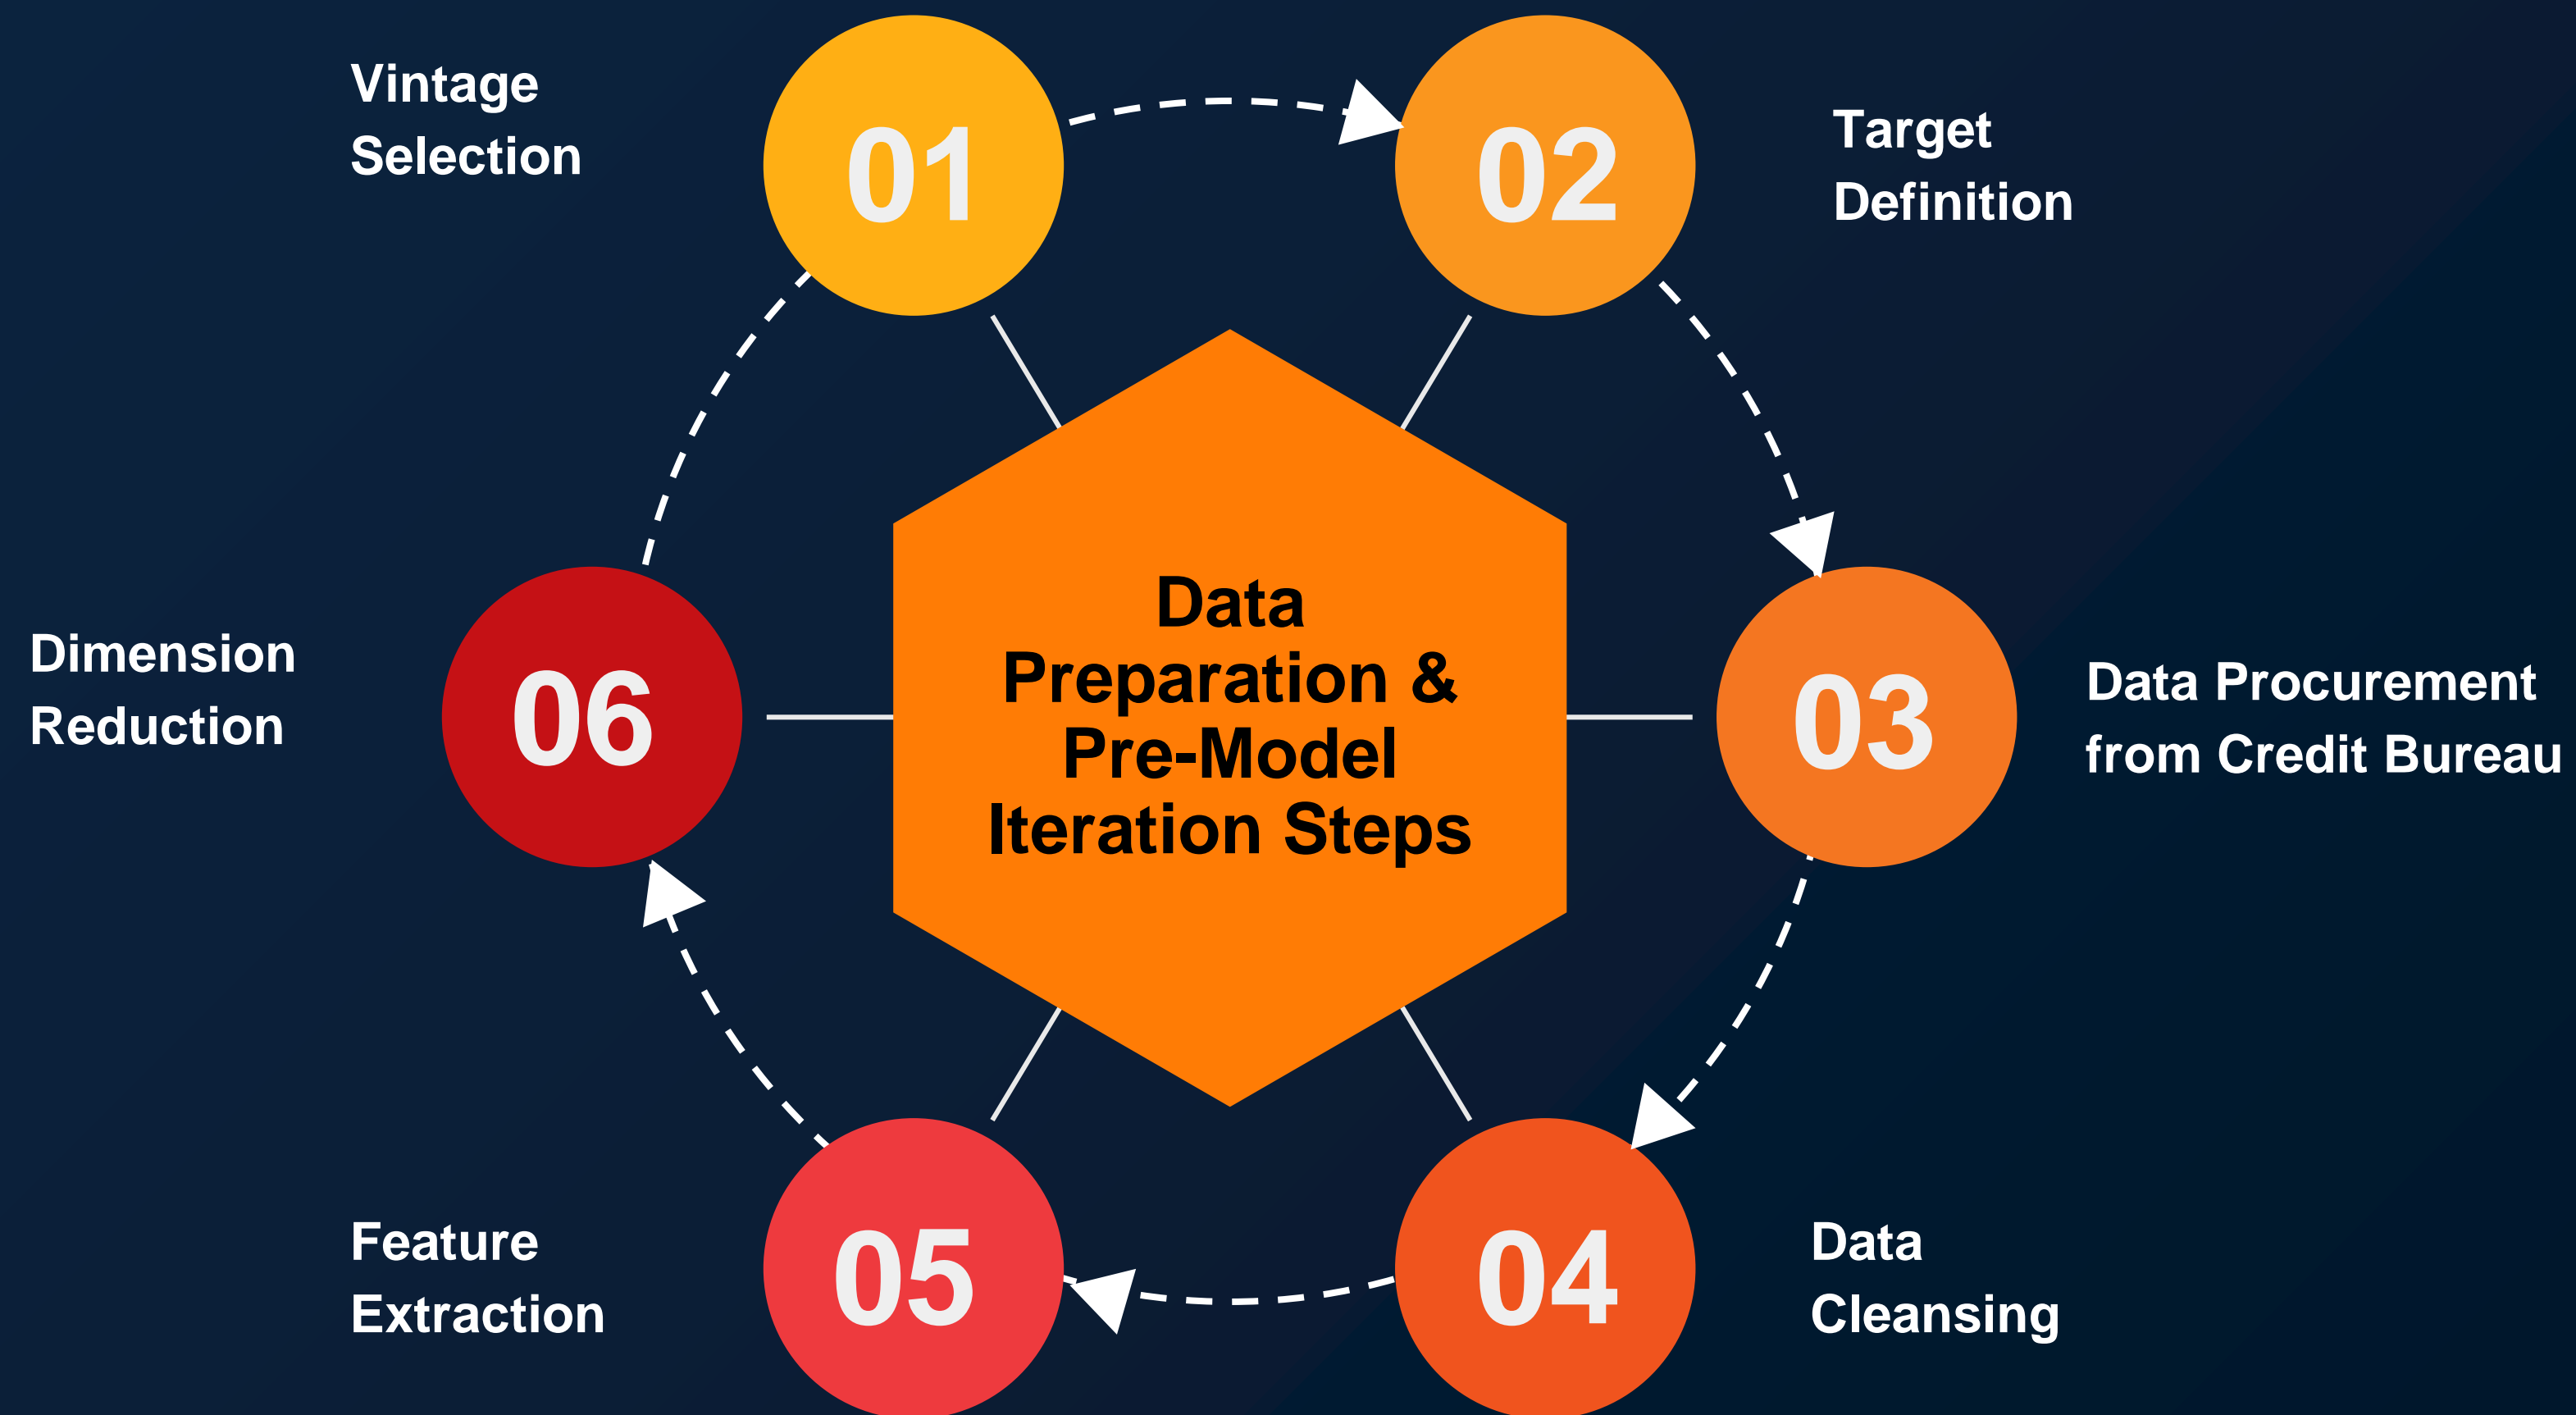 Vintage
Selection
01
02
Target
Definition
Data
Preparation &
Pre-Model
Iteration Steps
Dimension
Reduction
06
03
Data Procurement
from Credit Bureau
Feature
Extraction
05
04
Data
Cleansing